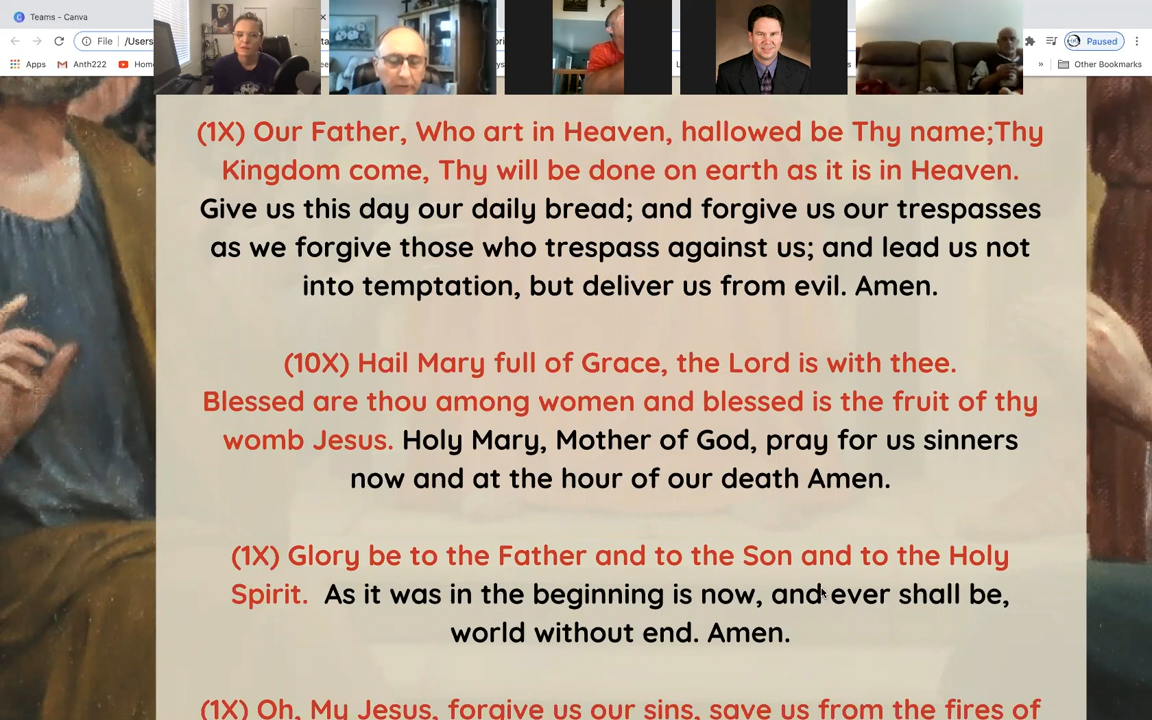 Teams - Canva
File
/Users
Paused
Apps
Anth222
Hom
Other Bookmarks
(1X) Our Father, Who art in Heaven, hallowed be Thy name;Thy
Kingdom come, Thy will be done on earth as it is in Heaven.
Give us this day our daily bread; and forgive us our trespasses
as we forgive those who trespass against us; and lead us not
into temptation, but deliver us from evil. Amen.
(10X) Hail Mary full of Grace, the Lord is with thee.
Blessed are thou among women and blessed is the fruit of thy
womb Jesus. Holy Mary, Mother of God, pray for us sinners
now and at the hour of our death Amen.
(1X) Glory be to the Father and to the Son and to the Holy
Spirit. As it was in the beginning is now, and ever shall be,
world without end. Amen.
(1X) Oh, My Jesus, forgive us our sins, save us from the fires of